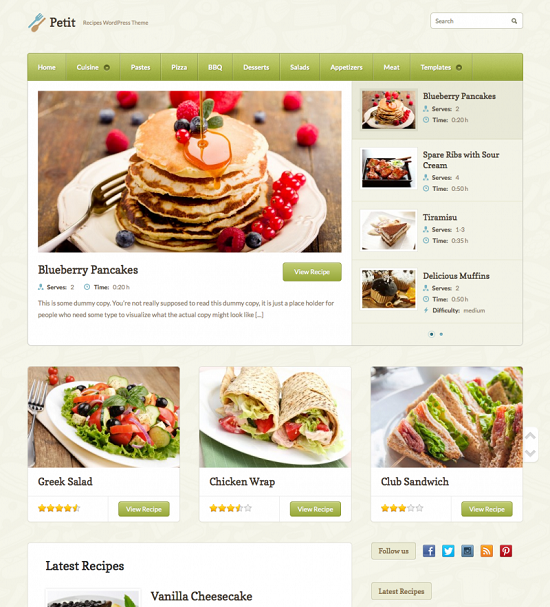 Petit
Recipes WordPress Theme
Search
Home
Cuisine
Pastes
Pizza
BBQ
Desserts
Salads
Appetizers
Meat
Templates
Blueberry Pancakes
View Recipe
Serves: 2
Time: 0:20 h
This is some dummy copy. You're not really supposed to read this dummy copy, it is just a place holder for
people who need some type to visualize what the actual copy might look like [...]
Blueberry Pancakes
Serves: 2
Time: 0:20 h
Spare Ribs with Sour
Cream
Serves: 4
Time: 0:50 h
Tiramisu
Serves: 1-3
Time: 0:35 h
Delicious Muffins
Serves: 2
Time: 0:50 h
Difficulty: medium
Greek Salad
View Recipe
Chicken Wrap
View Recipe
Club Sandwich
View Recipe
Latest Recipes
Vanilla Cheesecake
Follow us
Latest Recipes